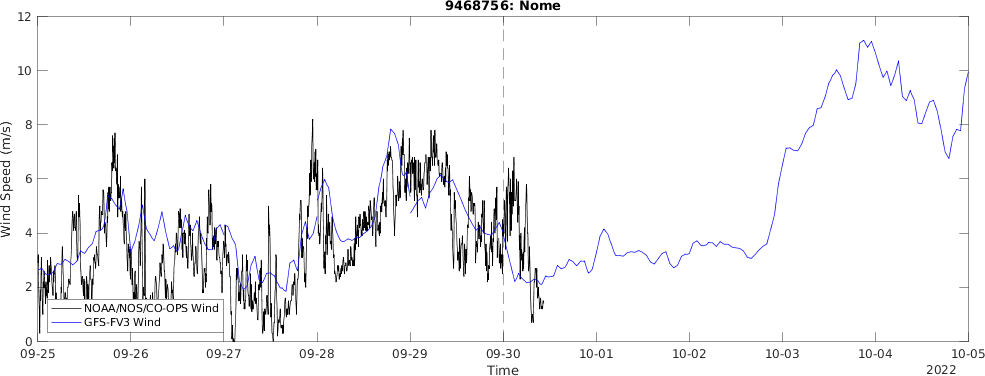 9468756: Nome
12
10
8
6
4
2
0
Wind Speed (m/s)
NOAA/NOS/CO-OPS Wind
GFS-FV3 Wind
09-25 09-26 09-27 09-28 09-29 09-30 10-01 10-02 10-03 10-04 10-05
Time
2022